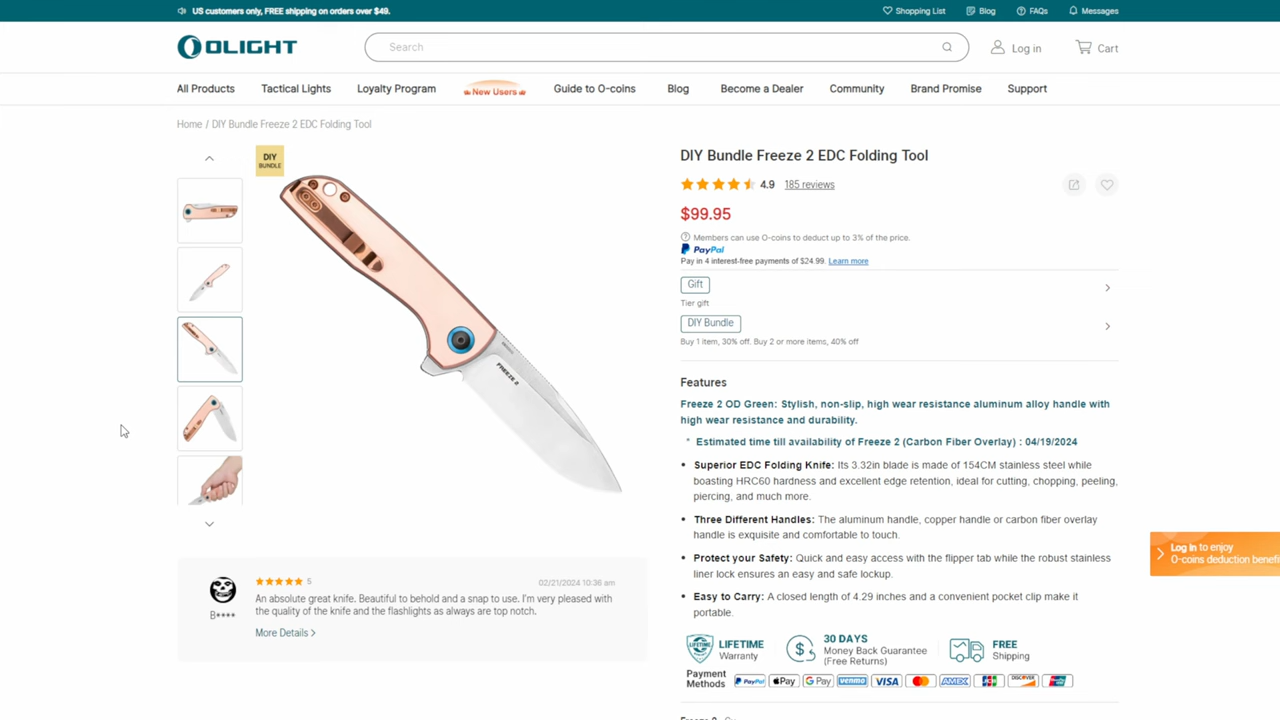 US customers only, FREE shipping on orders over $49.
Shopping List
Blog
FAQs
Messages
OLIGHT
Search
Log in
Cart
All Products
Tactical Lights
Loyalty Program
New Users
Guide to O-coins
Blog
Become a Dealer
Community
Brand Promise
Support
Home / DIY Bundle Freeze 2 EDC Folding Tool
DIY
BUNDLE
FREEZE 2
DIY Bundle Freeze 2 EDC Folding Tool
4.9 185 reviews
$99.95
Members can use O-coins to deduct up to 3% of the price.
PayPal
Pay in 4 interest-free payments of $24.99. Learn more
Gift
Tier gift
DIY Bundle
Buy 1 item, 30% off. Buy 2 or more items, 40% off
Features
Freeze 2 OD Green: Stylish, non-slip, high wear resistance aluminum alloy handle with
high wear resistance and durability.
* Estimated time till availability of Freeze 2 (Carbon Fiber Overlay) : 04/19/2024
• Superior EDC Folding Knife: Its 3.32in blade is made of 154CM stainless steel while
boasting HRC60 hardness and excellent edge retention, ideal for cutting, chopping, peeling,
piercing, and much more.
• Three Different Handles: The aluminum handle, copper handle or carbon fiber overlay
handle is exquisite and comfortable to touch.
• Protect your Safety: Quick and easy access with the flipper tab while the robust stainless
liner lock ensures an easy and safe lockup.
• Easy to Carry: A closed length of 4.29 inches and a convenient pocket clip make it
portable.
LIFETIME
LIFETIME
Warranty
30 DAYS
Money Back Guarantee
(Free Returns)
FREE
Shipping
Payment
Methods
PayPal
Pay
G Pay
venmo
VISA
AMEX
JCB
DISCOVER
Log in to enjoy
O-coins deduction benefi
B****
5
02/21/2024 10:36 am
An absolute great knife. Beautiful to behold and a snap to use. I'm very pleased with
the quality of the knife and the flashlights as always are top notch.
More Details >